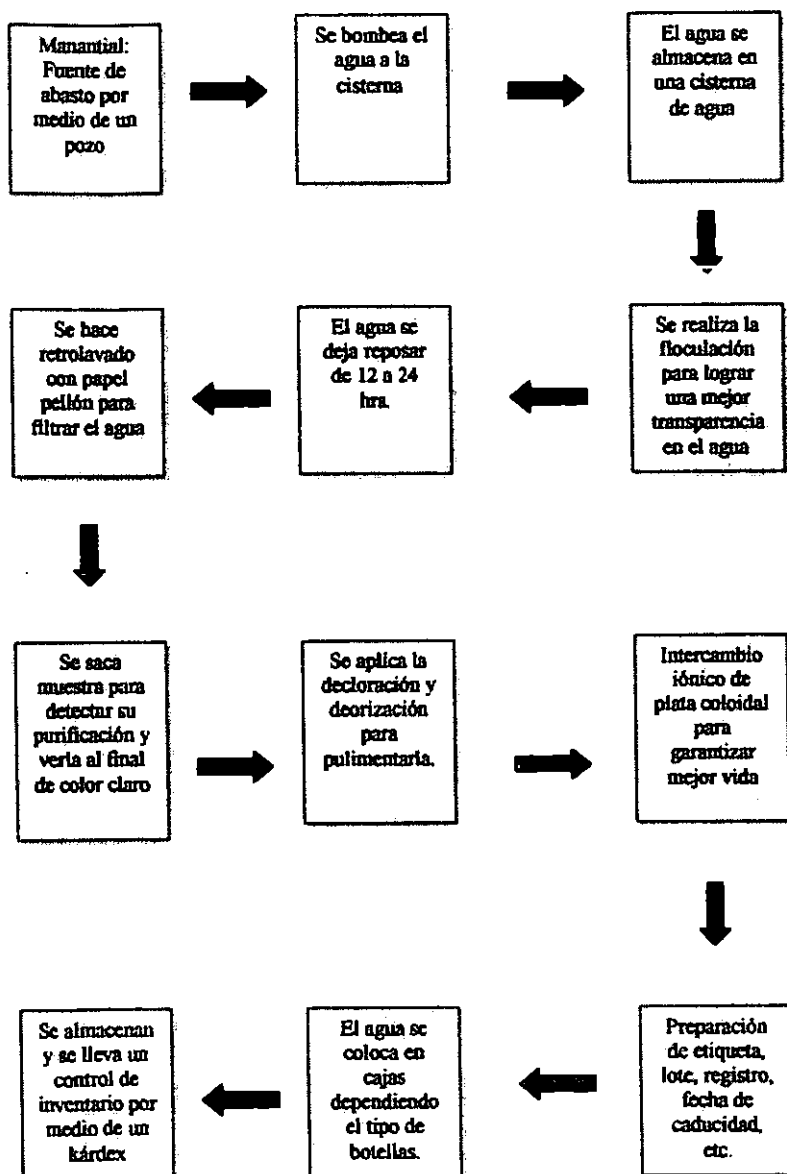 Manantial:
Fuente de
abasto por
medio de un
pozo
Se bombea el
agua a la
cisterna
El agua se
almacena en
una cisterna
de agua
Se realiza la
floculación
para lograr
una mejor
transparencia
en el agua
El agua se
deja reposar
de 12 a 24
hrs.
Se hace
retrolavado
con papel
pellón para
filtrar el agua
Se saca
muestra para
detectar su
purificación y
verla al final
de color claro
Se aplica la
decloración y
deorización
para
pulimentarla.
Intercambio
iónico de
plata coloidal
para
garantizar
mejor vida
Preparación
de etiqueta,
lote, registro,
fecha de
caducidad,
etc.
El agua se
coloca en
cajas
dependiendo
el tipo de
botellas.
Se almacenan
y se lleva un
control de
inventario por
medio de un
kárdex